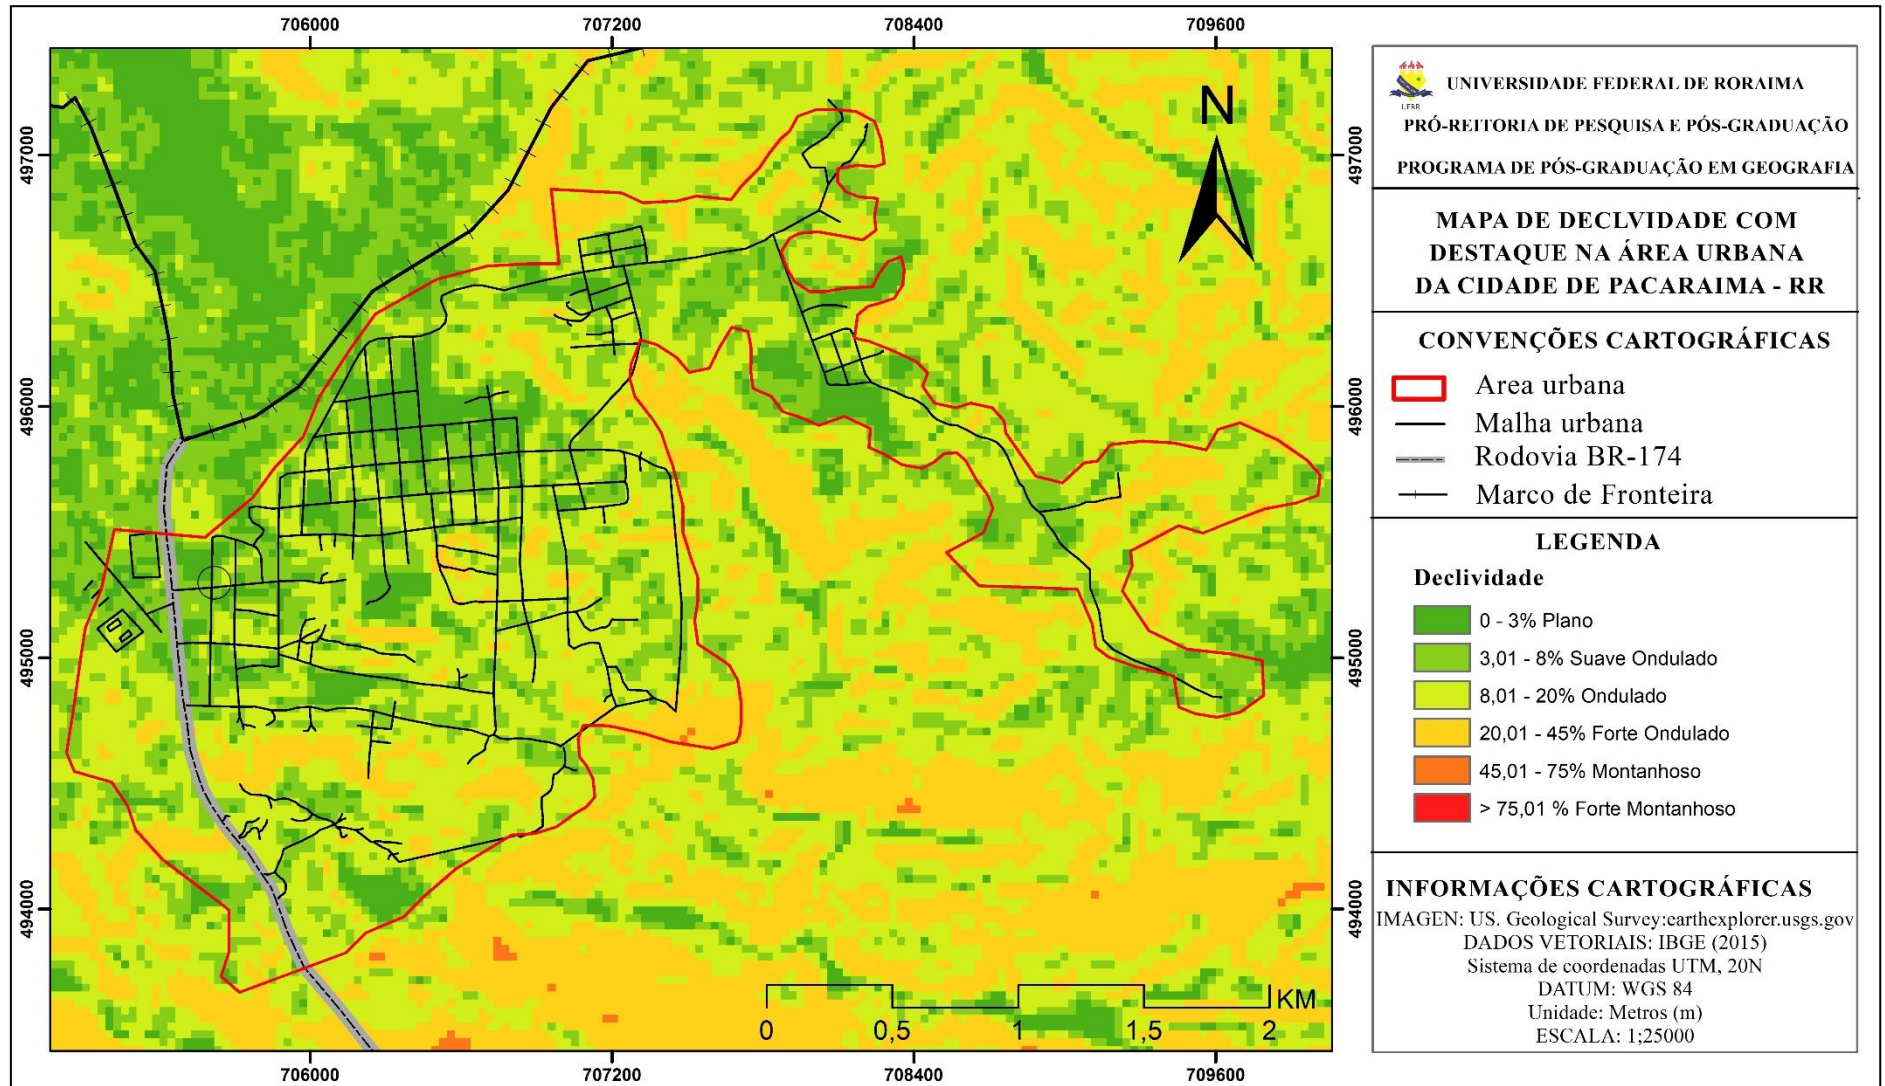 706000
707200
708400
709600
497000
496000
495000
494000
497000
496000
495000
494000
706000
707200
708400
709600
N
KM
0
0,5
1
1,5
2
UFRR
UNIVERSIDADE FEDERAL DE RORAIMA
PRÓ-REITORIA DE PESQUISA E PÓS-GRADUAÇÃO
PROGRAMA DE PÓS-GRADUAÇÃO EM GEOGRAFIA
MAPA DE DECLVIDADE COM
DESTAQUE NA ÁREA URBANA
DA CIDADE DE PACARAIMA - RR
CONVENÇÕES CARTOGRÁFICAS
Area urbana
Malha urbana
Rodovia BR-174
Marco de Fronteira
LEGENDA
Declividade
0 - 3% Plano
3,01 - 8% Suave Ondulado
8,01 - 20% Ondulado
20,01 - 45% Forte Ondulado
45,01 - 75% Montanhoso
> 75,01 % Forte Montanhoso
INFORMAÇÕES CARTOGRÁFICAS
IMAGEN: US. Geological Survey:earthexplorer.usgs.gov
DADOS VETORIAIS: IBGE (2015)
Sistema de coordenadas UTM, 20N
DATUM: WGS 84
Unidade: Metros (m)
ESCALA: 1;25000